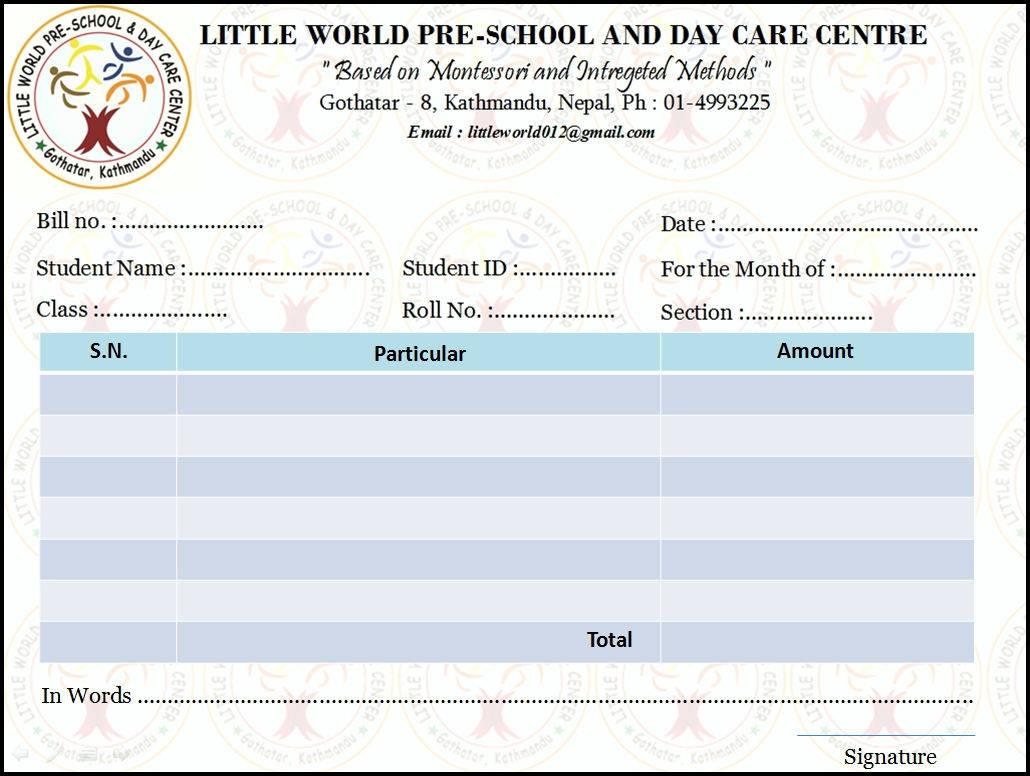 LITTLE WORLD PRE-SCHOOL & DAY CARE CENTER
Gothatar, Kathmandu
LITTLE WORLD PRE-SCHOOL AND DAY CARE CENTRE
" Based on Montessori and Intregeted Methods "
Gothatar - 8, Kathmandu, Nepal, Ph : 01-4993225
Email : littleworld012@gmail.com
Bill no. :........................ Date :...........................................
Student Name :.............................. Student ID :................ For the Month of :.......................
Class :..................... Roll No. :.................... Section :.....................
S.N. Particular Amount
Total
In Words ..........................................................................................................................................
Signature